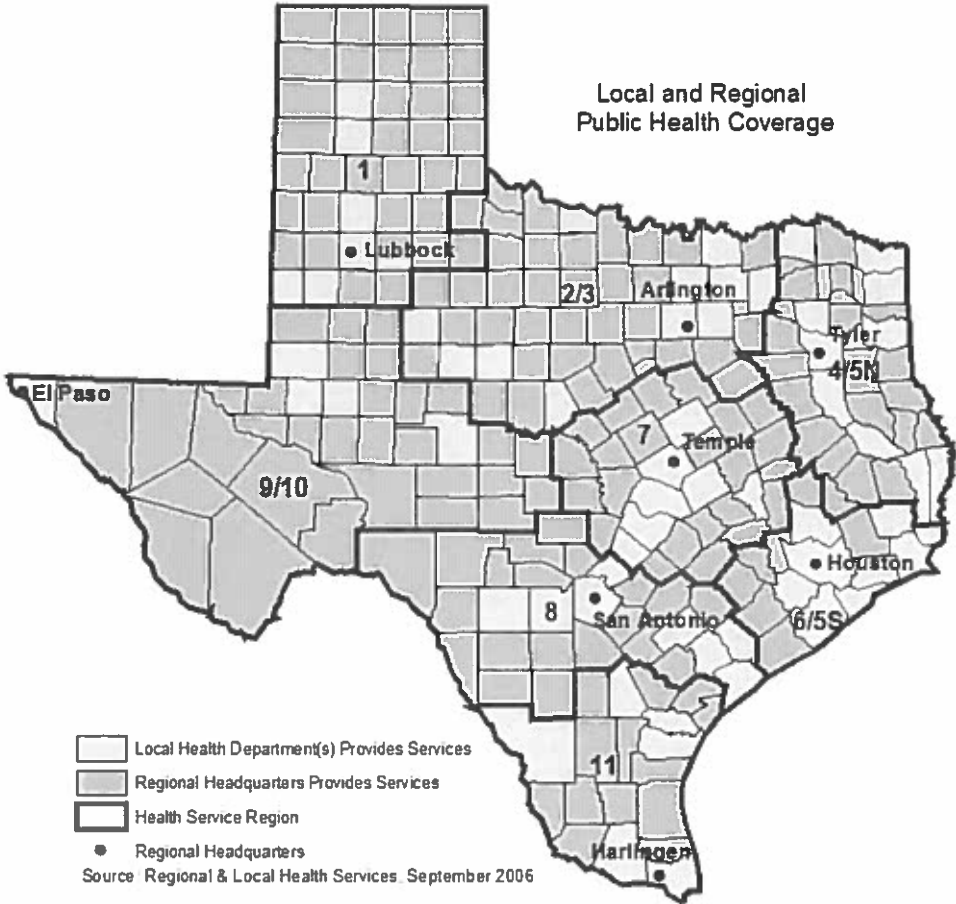 Local and Regional
Public Health Coverage
1
Lubbock
2/3
Arlington
Tyler
4/5N
El Paso
7
Temple
9/10
Houston
8
San Antonio
6/5S
11
Harlingen
Local Health Department(s) Provides Services
Regional Headquarters Provides Services
Health Service Region
Regional Headquarters
Source Regional & Local Health Services, September 2006